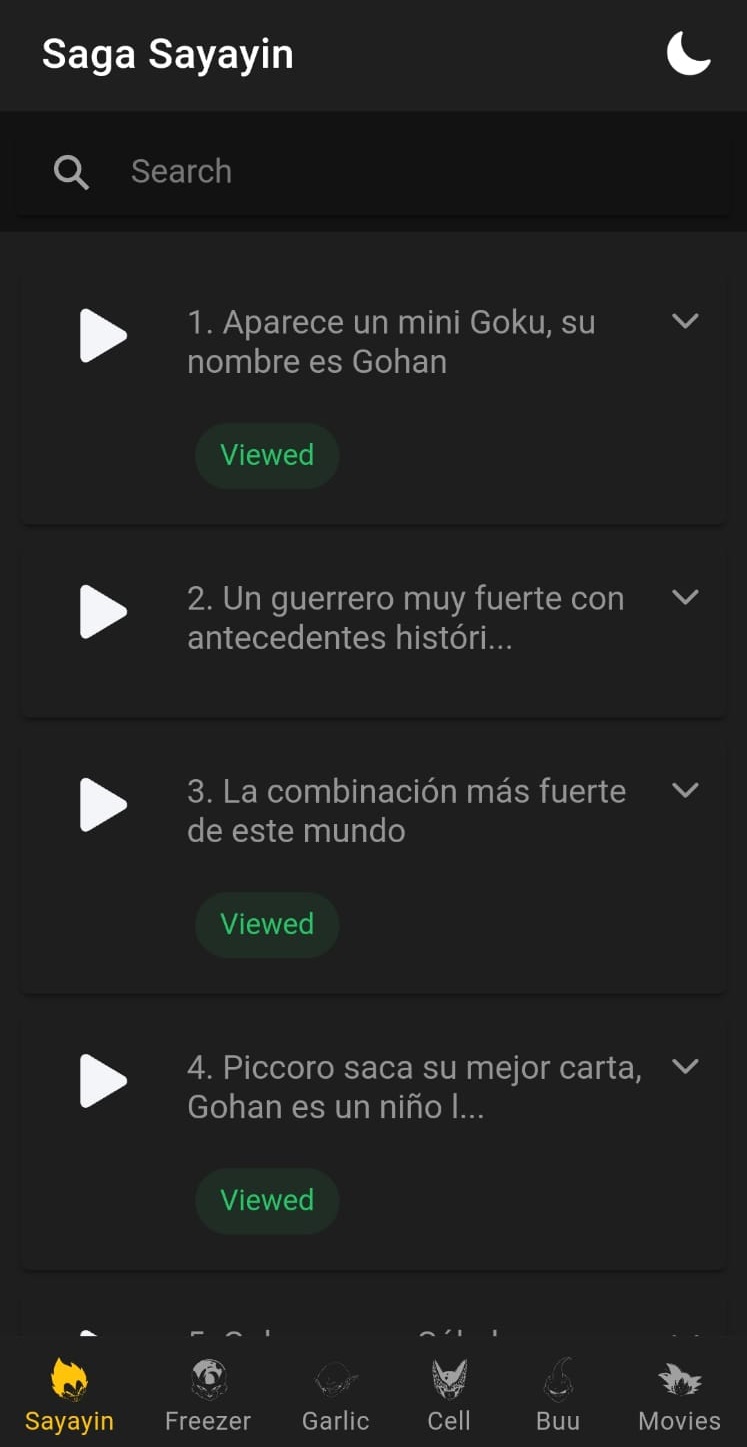 Saga Sayayin
Search
1. Aparece un mini Goku, su
nombre es Gohan
Viewed
2. Un guerrero muy fuerte con
antecedentes históri...
3. La combinación más fuerte
de este mundo
Viewed
4. Piccoro saca su mejor carta,
Gohan es un niño l...
Viewed
Sayayin
Freezer
Garlic
Cell
Buu
Movies